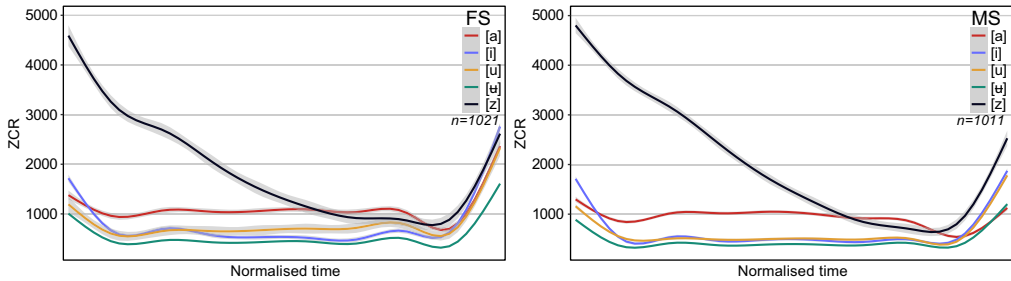 FS
5000
4000
3000
2000
1000
ZCR
[a]
[i]
[u]
[ʉ]
[z]
n=1021
Normalised time
MS
5000
4000
3000
2000
1000
ZCR
[a]
[i]
[u]
[ʉ]
[z]
n=1011
Normalised time